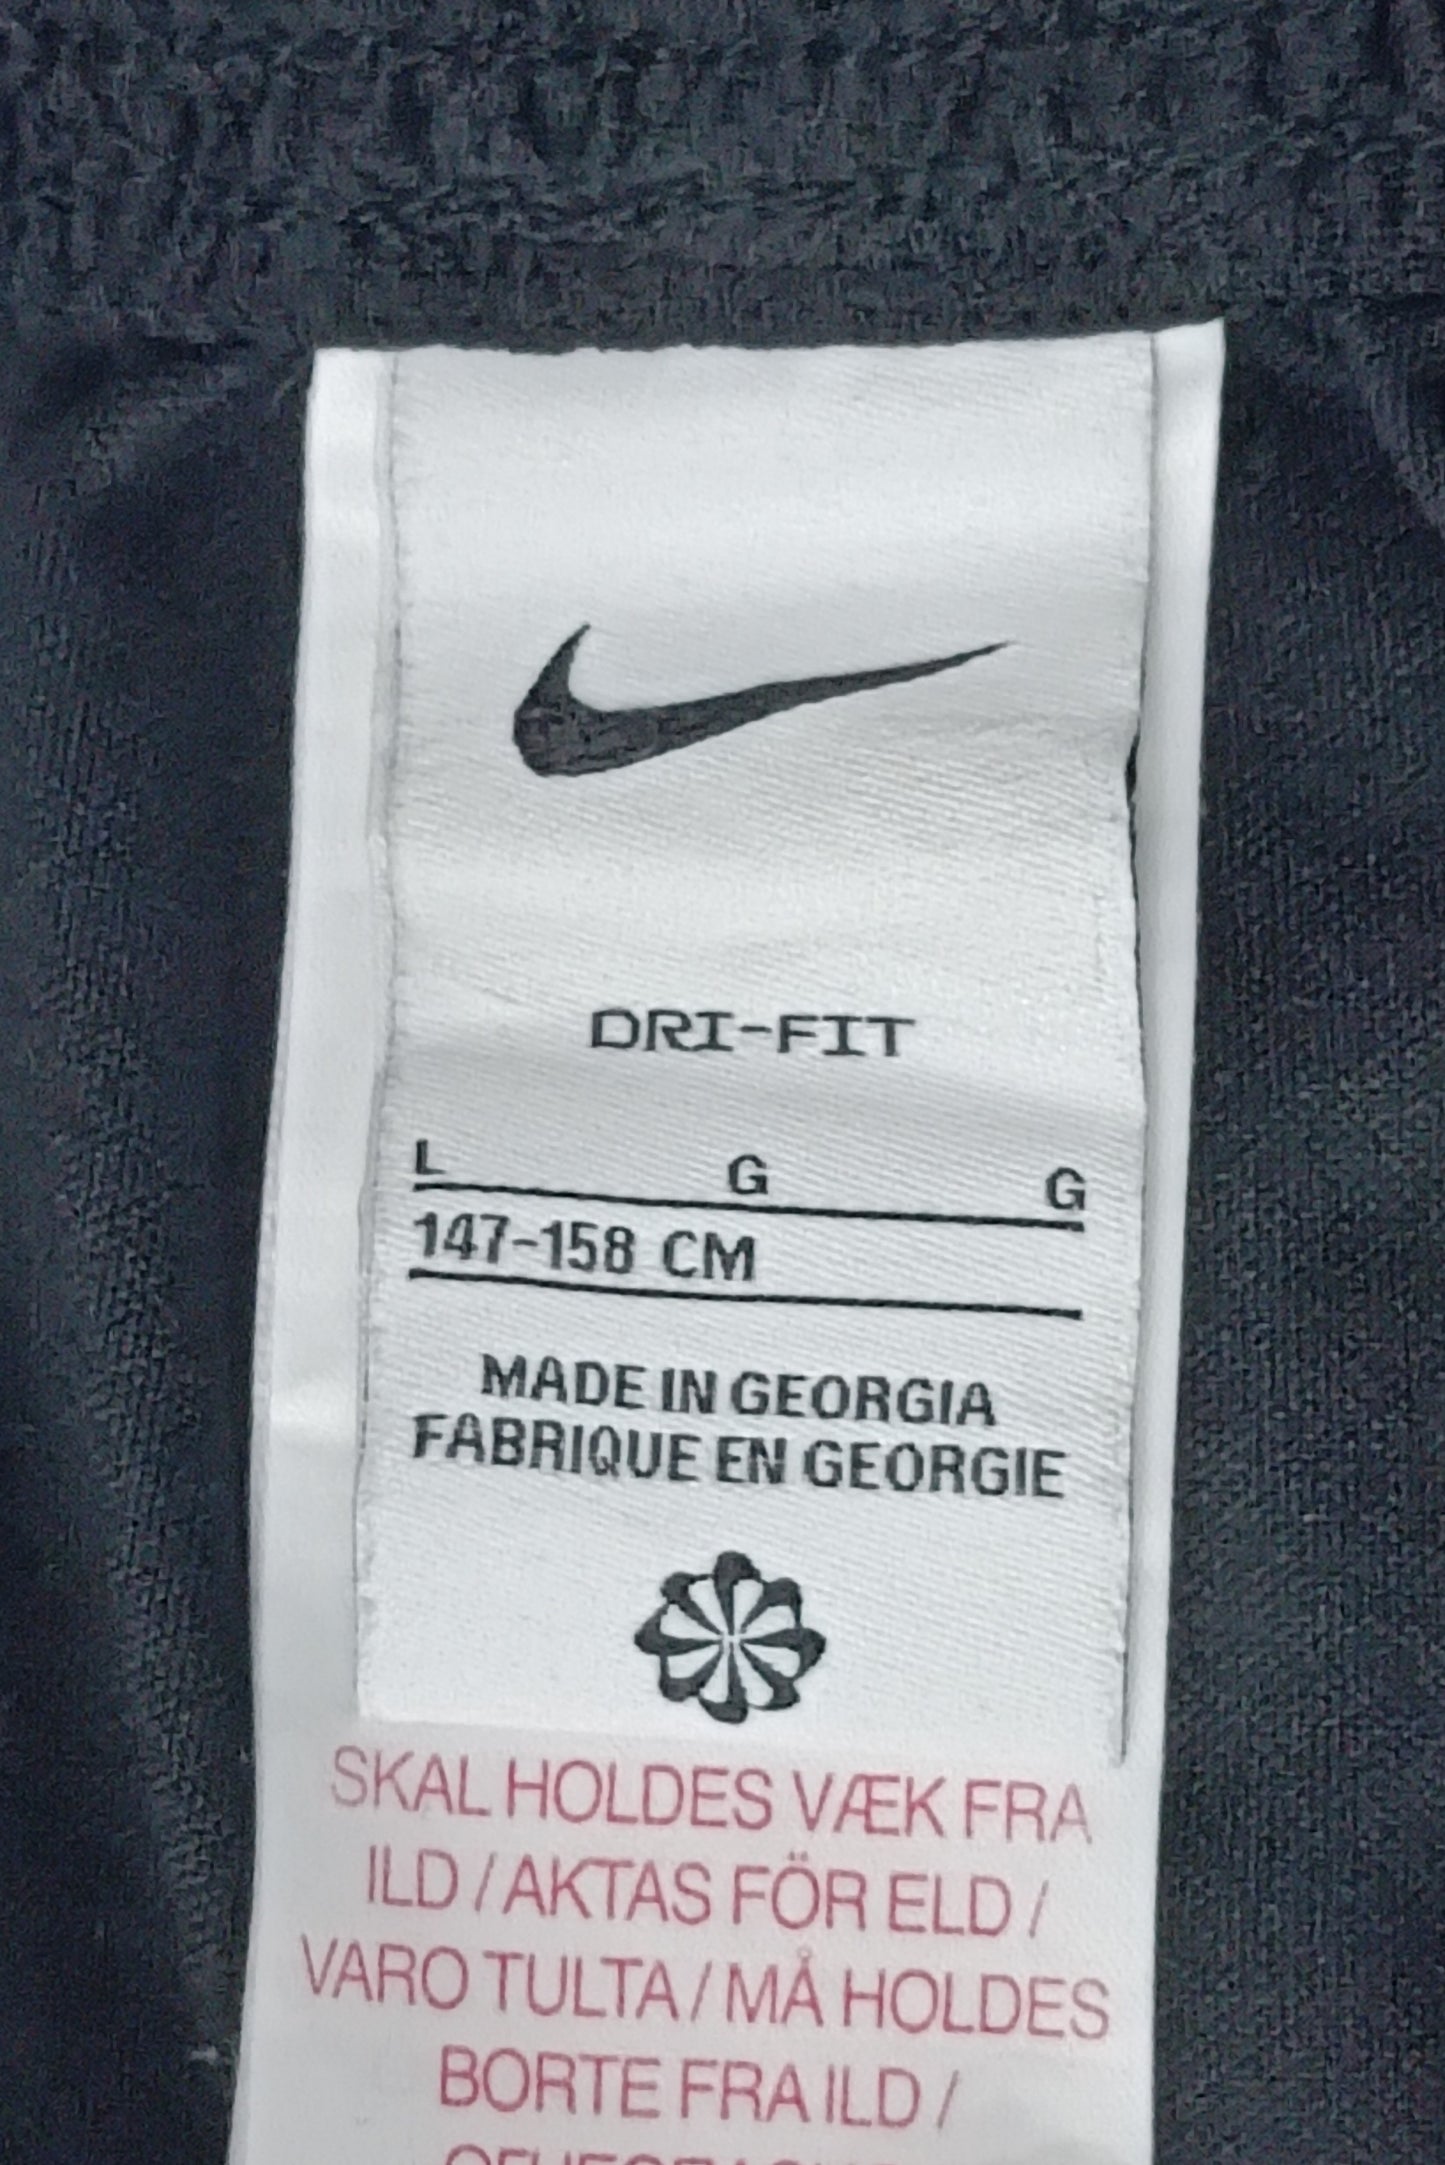 DRI-FIT
L G G
147-158 CM
MADE IN GEORGIA
FABRIQUE EN GEORGIE
SKAL HOLDES VÆK FRA
ILD / AKTAS FÖR ELD /
VARO TULTA / MÅ HOLDES
BORTE FRA ILD /